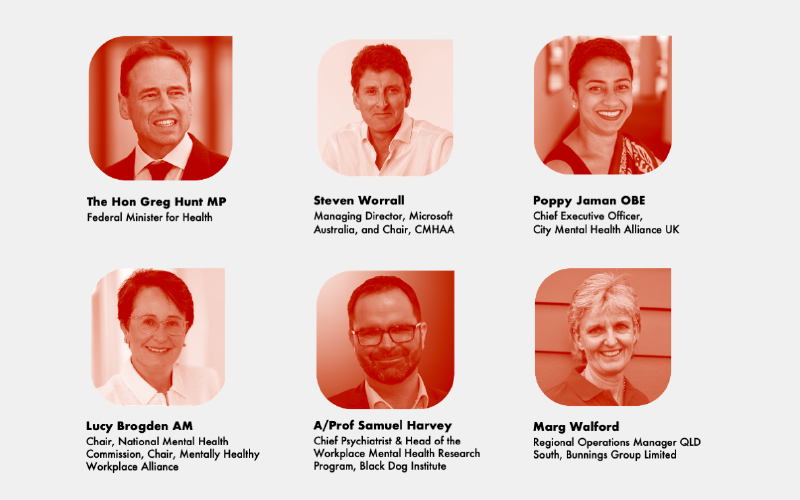 The Hon Greg Hunt MP
Federal Minister for Health
Steven Worrall
Managing Director, Microsoft
Australia, and Chair, CMHAA
Poppy Jaman OBE
Chief Executive Officer,
City Mental Health Alliance UK
Lucy Brogden AM
Chair, National Mental Health
Commission, Chair, Mentally Healthy
Workplace Alliance
A/Prof Samuel Harvey
Chief Psychiatrist & Head of the
Workplace Mental Health Research
Program, Black Dog Institute
Marg Walford
Regional Operations Manager QLD
South, Bunnings Group Limited